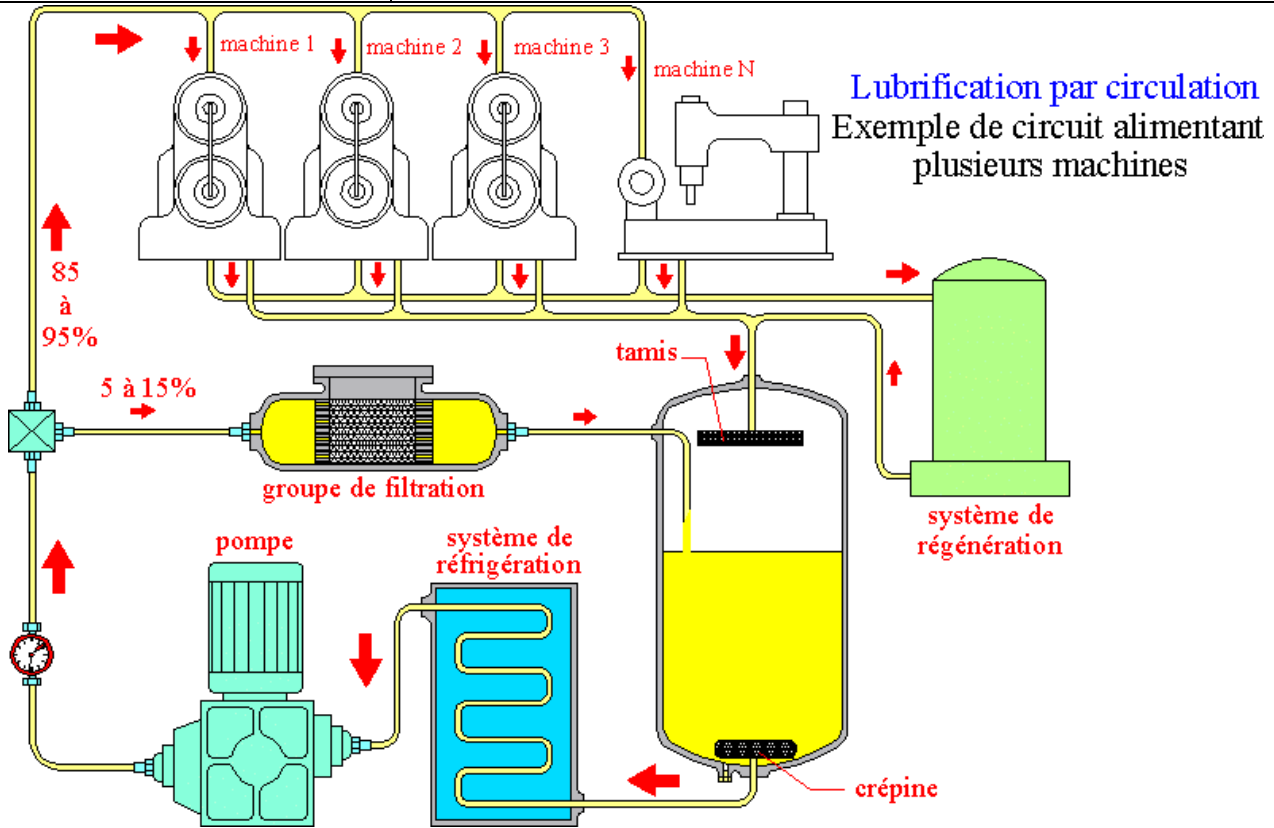 machine 1
machine 2
machine 3
machine N
Lubrification par circulation
Exemple de circuit alimentant
plusieurs machines
85
à
95%
5 à 15%
tamis
groupe de filtration
système de
régénération
pompe
système de
réfrigération
crépine